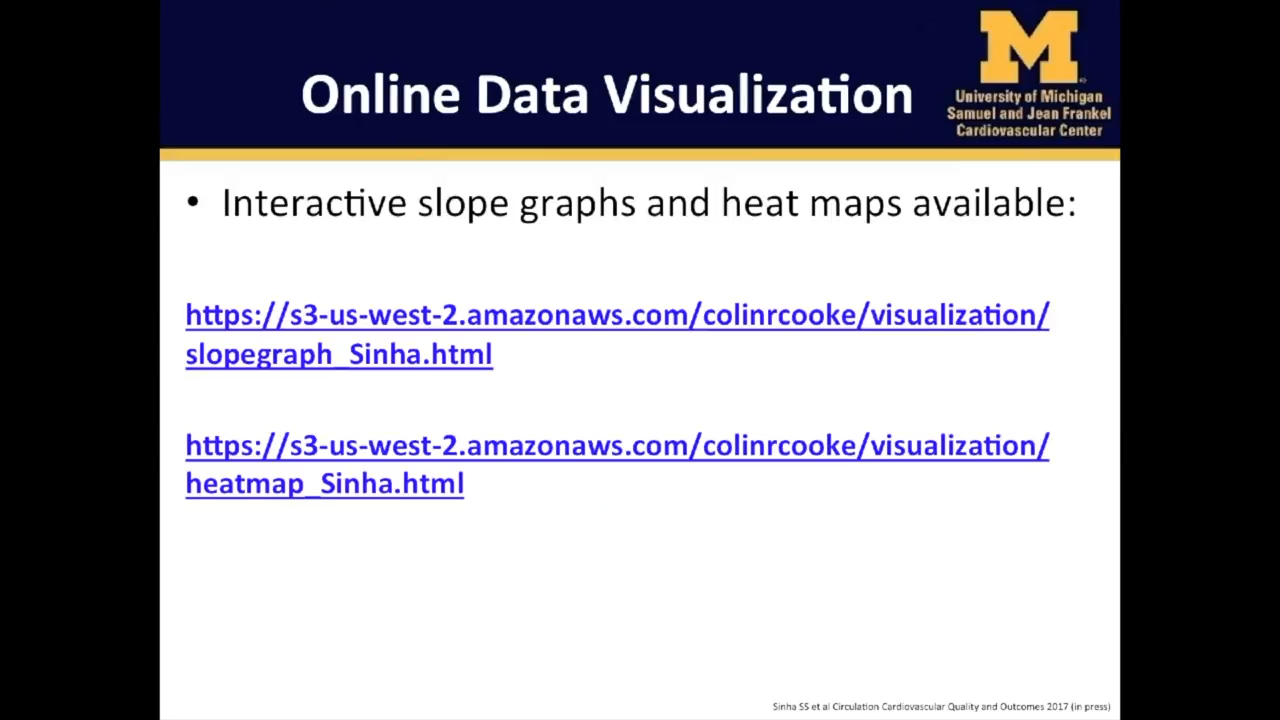 Online Data Visualization
M
University of Michigan
Samuel and Jean Frankel
Cardiovascular Center
• Interactive slope graphs and heat maps available:
https://s3-us-west-2.amazonaws.com/colinrcooke/visualization/
slopegraph_Sinha.html
https://s3-us-west-2.amazonaws.com/colinrcooke/visualization/
heatmap_Sinha.html
Sinha SS et al Circulation Cardiovascular Quality and Outcomes 2017 (in press)